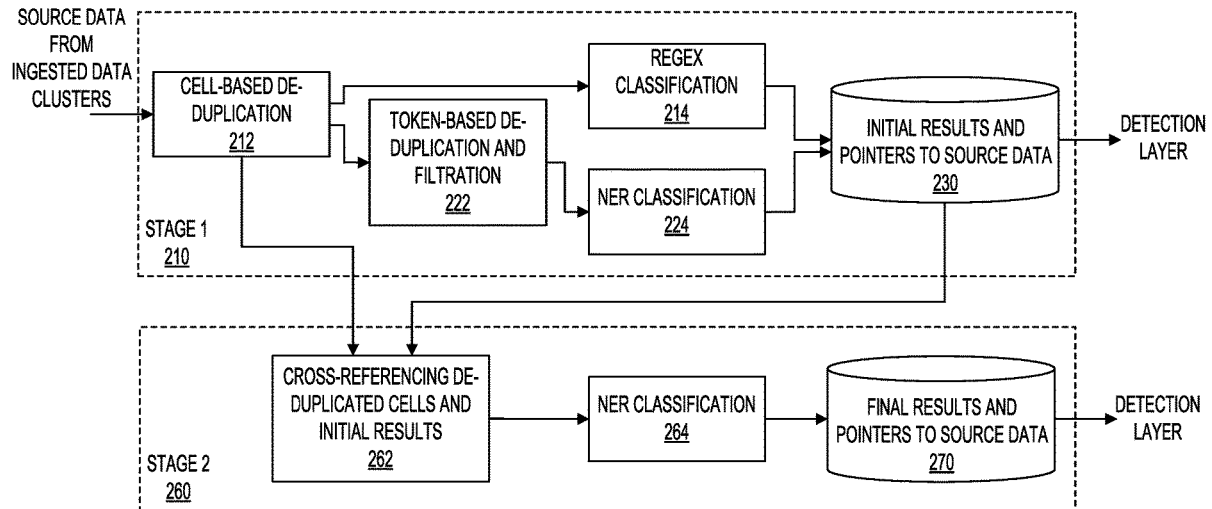 SOURCE DATA
FROM
INGESTED DATA
CLUSTERS
CELL-BASED DE-
DUPLICATION
212
TOKEN-BASED DE-
DUPLICATION AND
FILTRATION
222
REGEX
CLASSIFICATION
214
NER CLASSIFICATION
224
INITIAL RESULTS AND
POINTERS TO SOURCE DATA
230
DETECTION
LAYER
STAGE 1
210
CROSS-REFERENCING DE-
DUPLICATED CELLS AND
INITIAL RESULTS
262
NER CLASSIFICATION
264
FINAL RESULTS AND
POINTERS TO SOURCE DATA
270
DETECTION
LAYER
STAGE 2
260